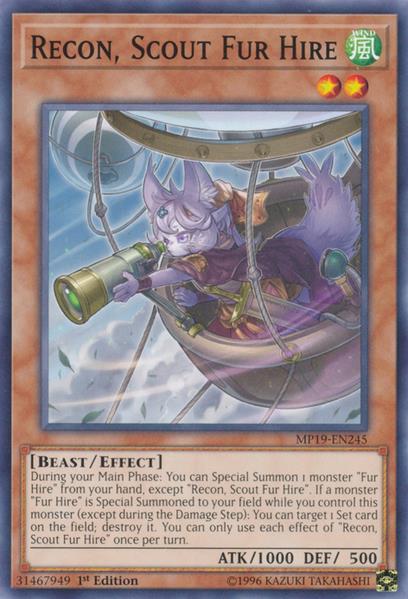 Recon, Scout Fur Hire
WIND
風
MP19-EN245
[Beast/Effect]
During your Main Phase: You can Special Summon 1 monster "Fur
Hire" from your hand, except "Recon, Scout Fur Hire". If a monster
"Fur Hire" is Special Summoned to your field while you control this
monster (except during the Damage Step): You can target 1 Set
card on the field; destroy it. You can only use each effect of "Recon,
Scout Fur Hire" once per turn.
ATK/1000 DEF/ 500
31467949 1st Edition ©1996 KAZUKI TAKAHASHI